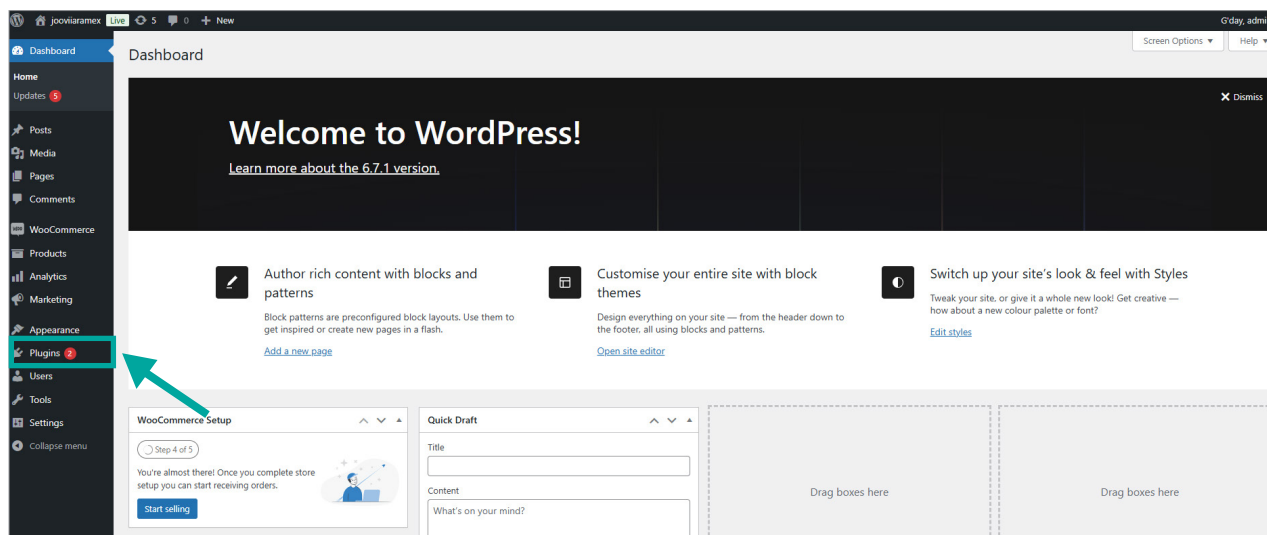 jooviiaramex Live 5 0 + New
G'day, admi
Dashboard
Home
Updates 5
Posts
Media
Pages
Comments
WooCommerce
Products
Analytics
Marketing
Appearance
Plugins 2
Users
Tools
Settings
Collapse menu
Screen Options ▼
Help ▼
Dashboard
Dismiss
Welcome to WordPress!
Learn more about the 6.7.1 version.
Author rich content with blocks and
patterns
Block patterns are preconfigured block layouts. Use them to
get inspired or create new pages in a flash.
Add a new page
Customise your entire site with block
themes
Design everything on your site — from the header down to
the footer, all using blocks and patterns.
Open site editor
Switch up your site's look & feel with Styles
Tweak your site, or give it a whole new look! Get creative —
how about a new colour palette or font?
Edit styles
WooCommerce Setup
Step 4 of 5
You're almost there! Once you complete store
setup you can start receiving orders.
Start selling
Quick Draft
Title
Content
What's on your mind?
Drag boxes here
Drag boxes here